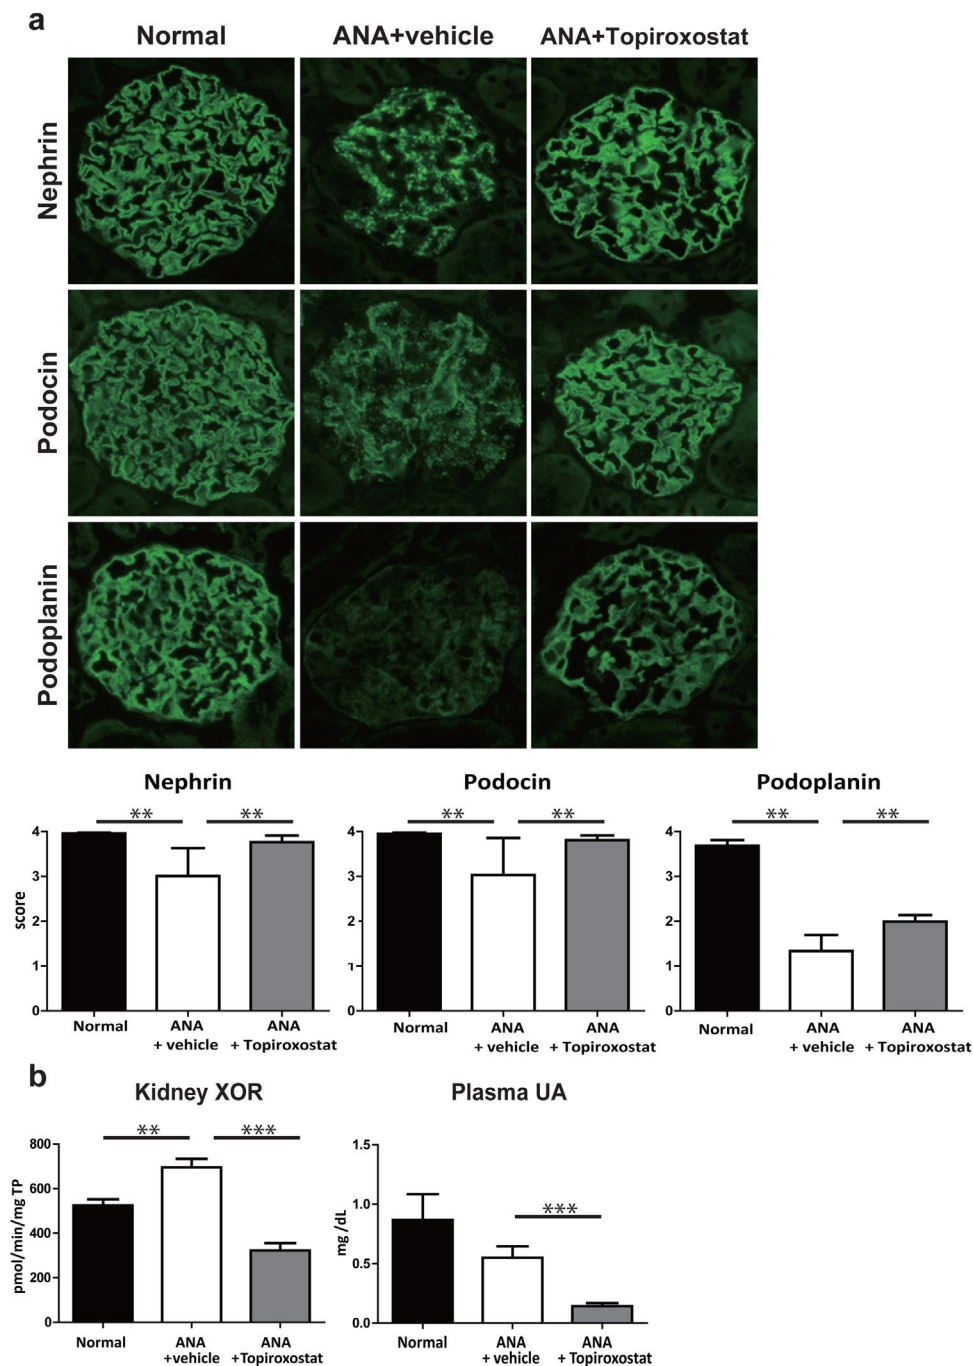 a
Normal ANA+vehicle ANA+Topiroxostat
Nephrin
Podocin
Podoplanin
Nephrin
** **
score
4
3
2
1
0
Normal ANA ANA
+ vehicle + Topiroxostat
Podocin
** **
4
3
2
1
0
Normal ANA ANA
+ vehicle + Topiroxostat
Podoplanin
** **
4
3
2
1
0
Normal ANA ANA
+ vehicle + Topiroxostat
b
Kidney XOR
** ***
pmol/min/mg TP
800
600
400
200
0
Normal ANA ANA
+vehicle +Topiroxostat
Plasma UA
***
mg /dL
1.5
1.0
0.5
0.0
Normal ANA ANA
+ vehicle + Topiroxostat